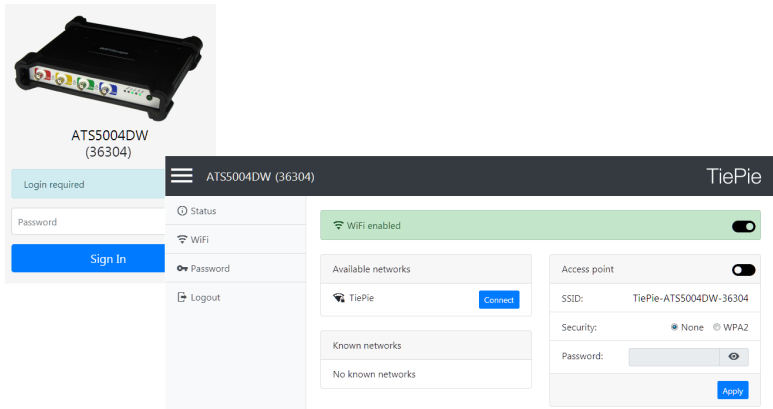 ATS5004DW
(36304)
Login required
Password
Sign In
ATS5004DW (36304)
TiePie
Status
WiFi
Password
Logout
WiFi enabled
Available networks
TiePie
Connect
Known networks
No known networks
Access point
SSID: TiePie-ATS5004DW-36304
Security: None WPA2
Password:
Apply